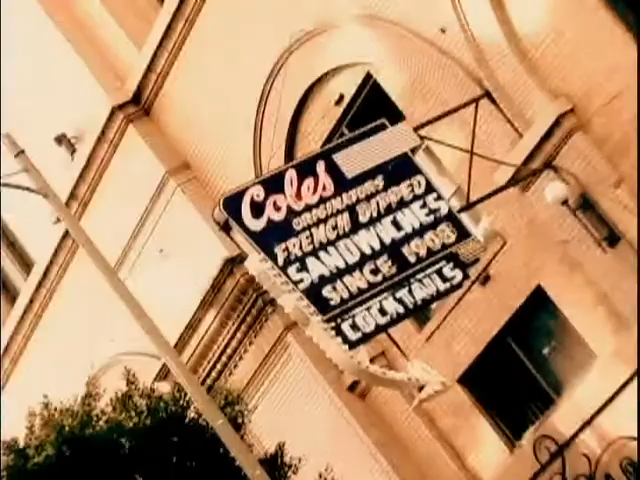 Coles
ORIGINATORS
FRENCH DIPPED
SANDWICHES
SINCE 1908
COCKTAILS